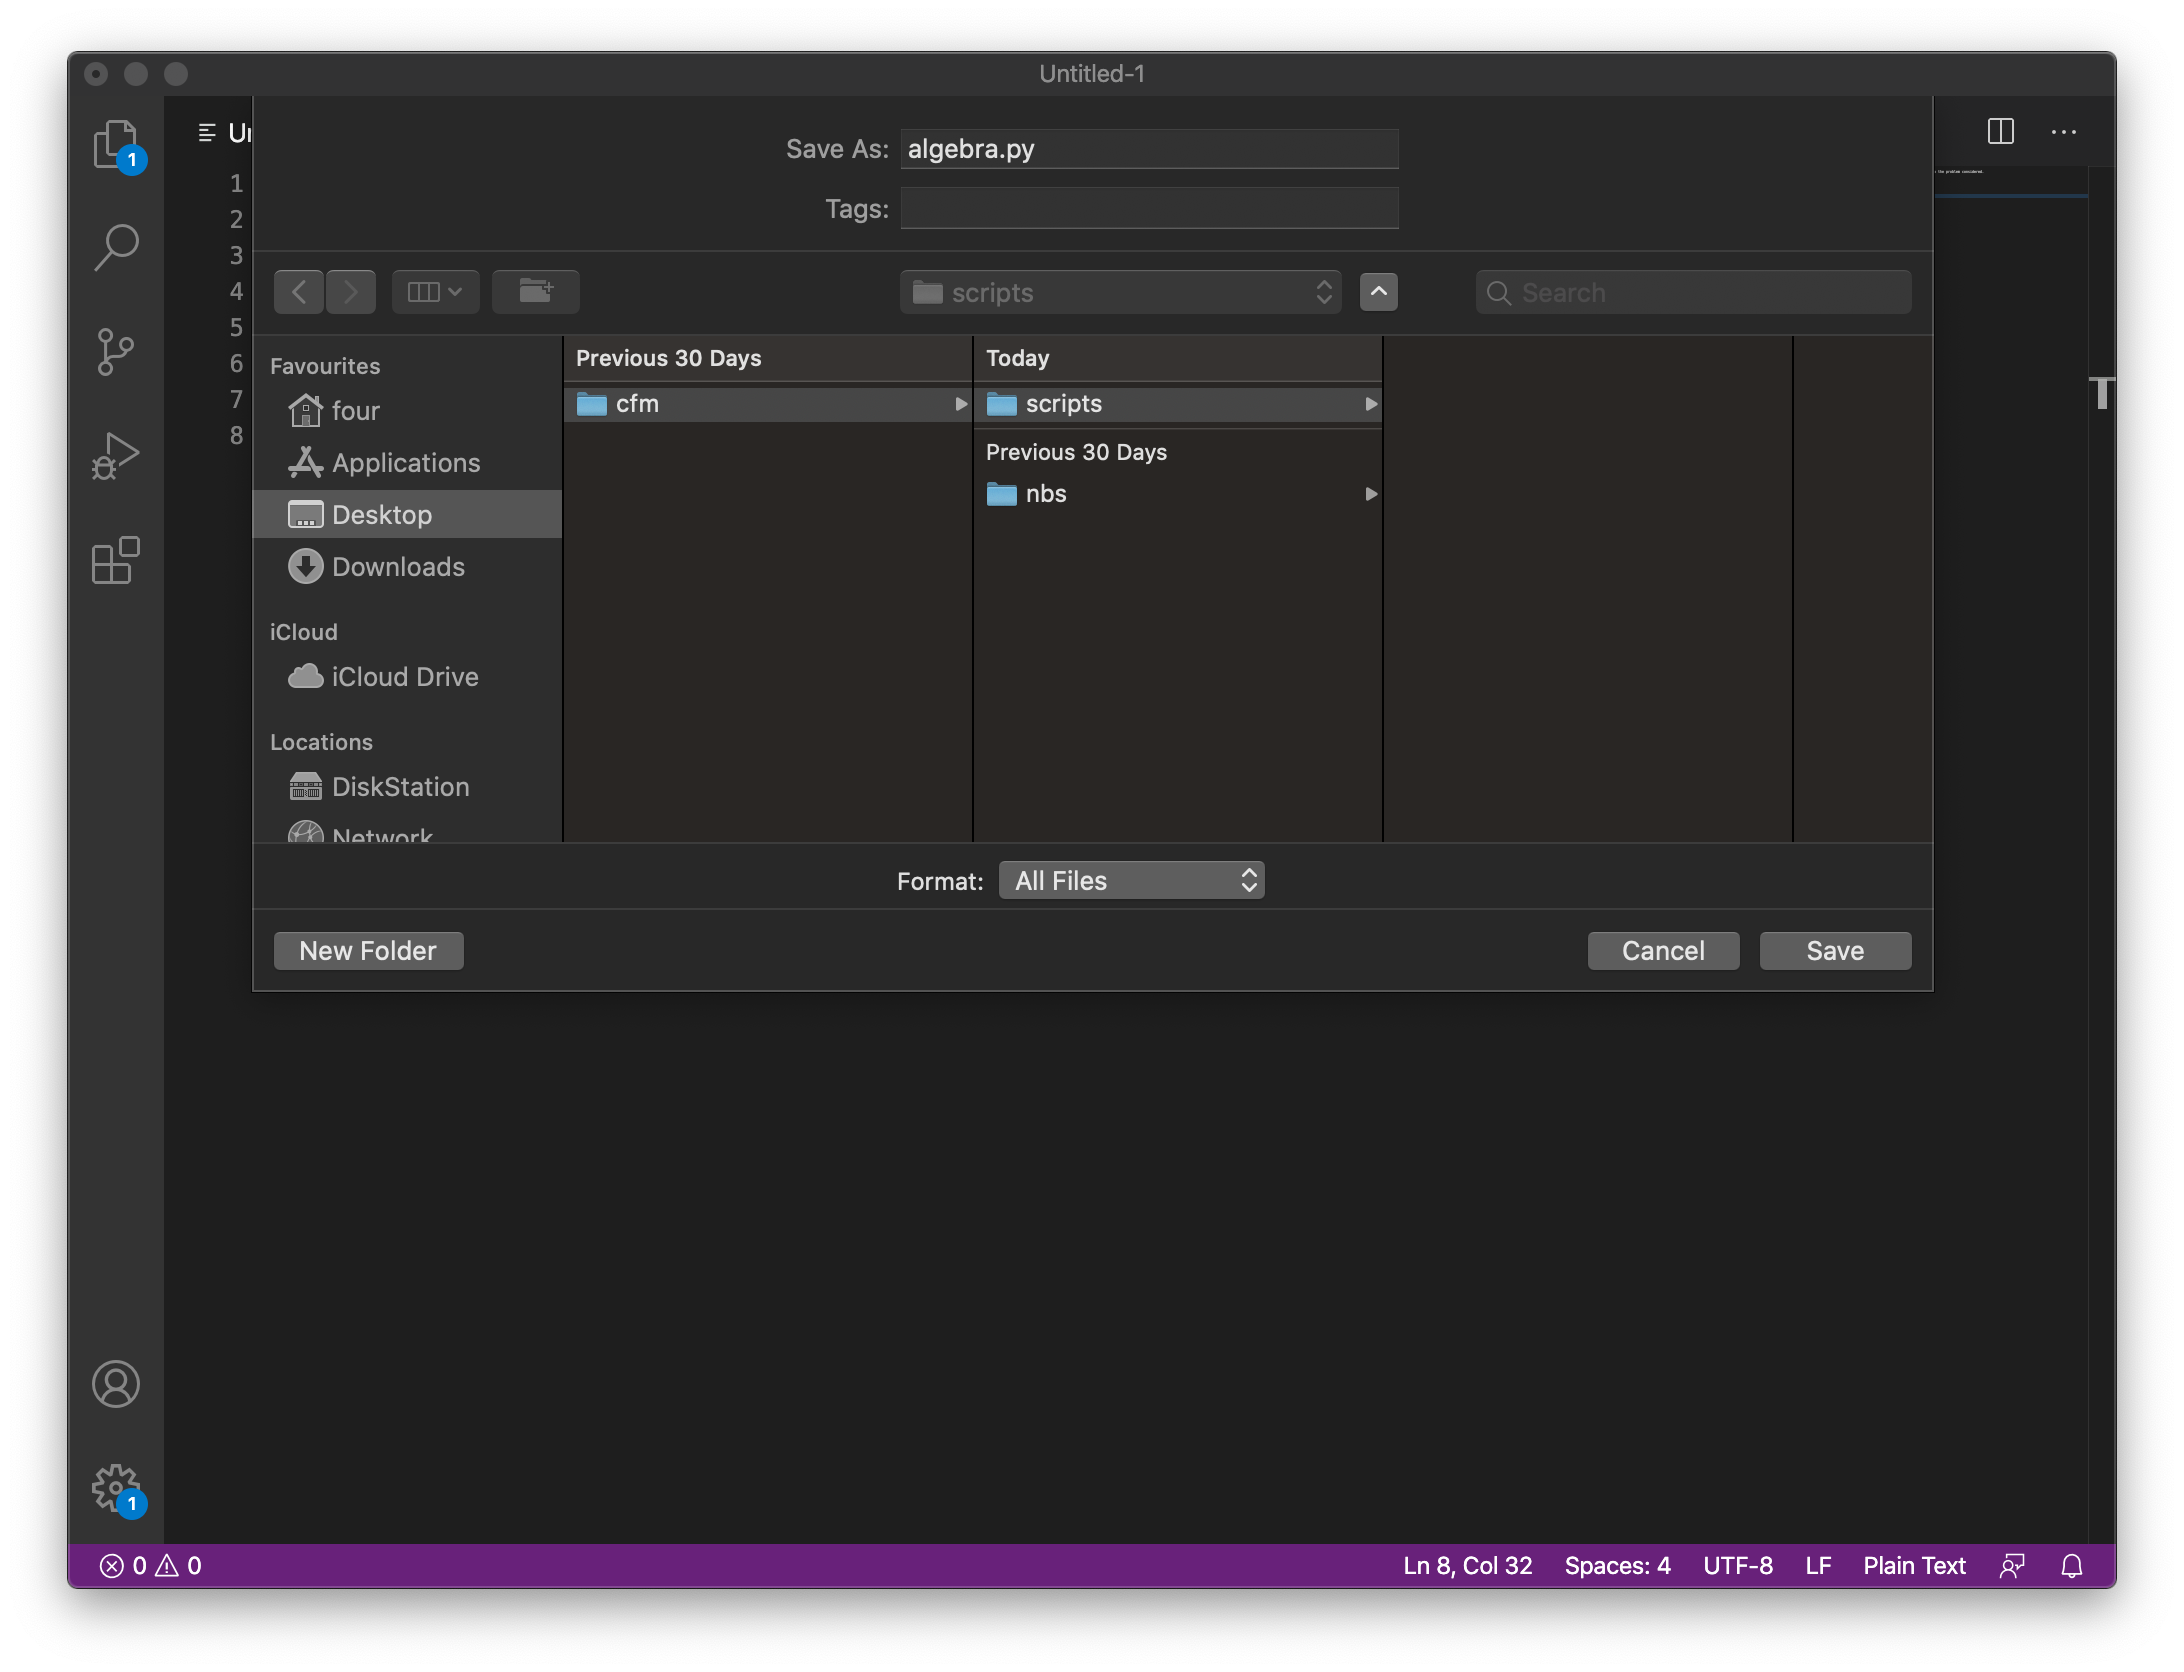 Untitled-1
1
Save As: algebra.py
Tags:
1
2
3
4
5
6
7
8
scripts
Search
Favourites
four
Applications
Desktop
Downloads
iCloud
iCloud Drive
Locations
DiskStation
Network
Previous 30 Days
cfm
Today
scripts
Previous 30 Days
nbs
Format: All Files
New Folder
Cancel
Save
1
0 0
Ln 8, Col 32
Spaces: 4
UTF-8
LF
Plain Text